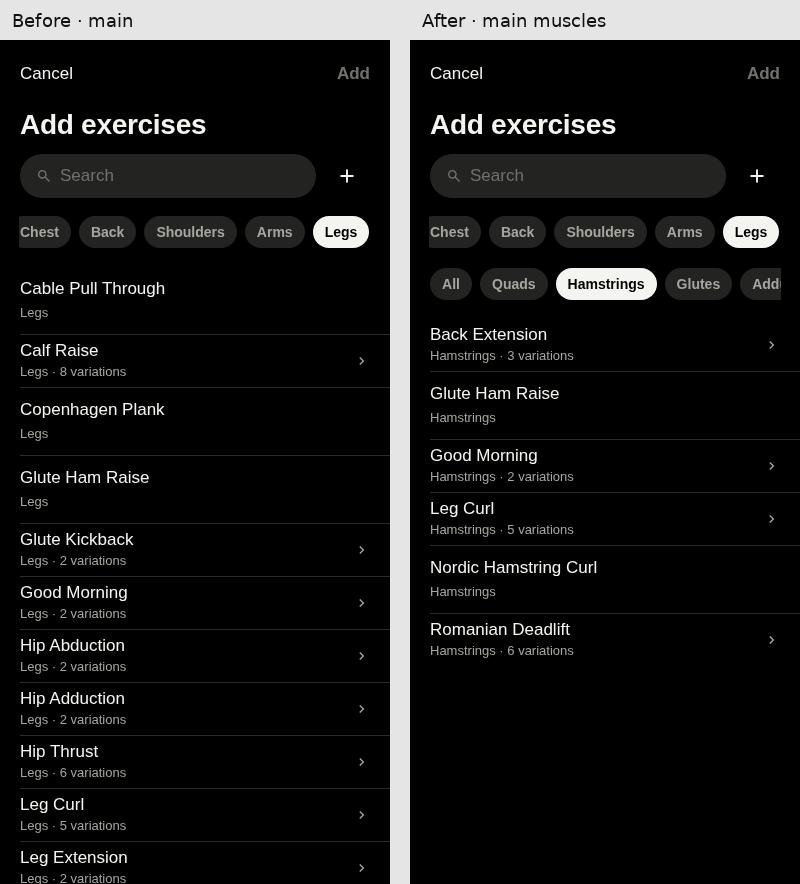 Before · main
Cancel
Add
Add exercises
Search
Chest
Back
Shoulders
Arms
Legs
Cable Pull Through
Legs
Calf Raise
Legs · 8 variations
Copenhagen Plank
Legs
Glute Ham Raise
Legs
Glute Kickback
Legs · 2 variations
Good Morning
Legs · 2 variations
Hip Abduction
Legs · 2 variations
Hip Adduction
Legs · 2 variations
Hip Thrust
Legs · 6 variations
Leg Curl
Legs · 5 variations
Leg Extension
Legs · 2 variations
After · main muscles
Cancel
Add
Add exercises
Search
Chest
Back
Shoulders
Arms
Legs
All
Quads
Hamstrings
Glutes
Back Extension
Hamstrings · 3 variations
Glute Ham Raise
Hamstrings
Good Morning
Hamstrings · 2 variations
Leg Curl
Hamstrings · 5 variations
Nordic Hamstring Curl
Hamstrings
Romanian Deadlift
Hamstrings · 6 variations